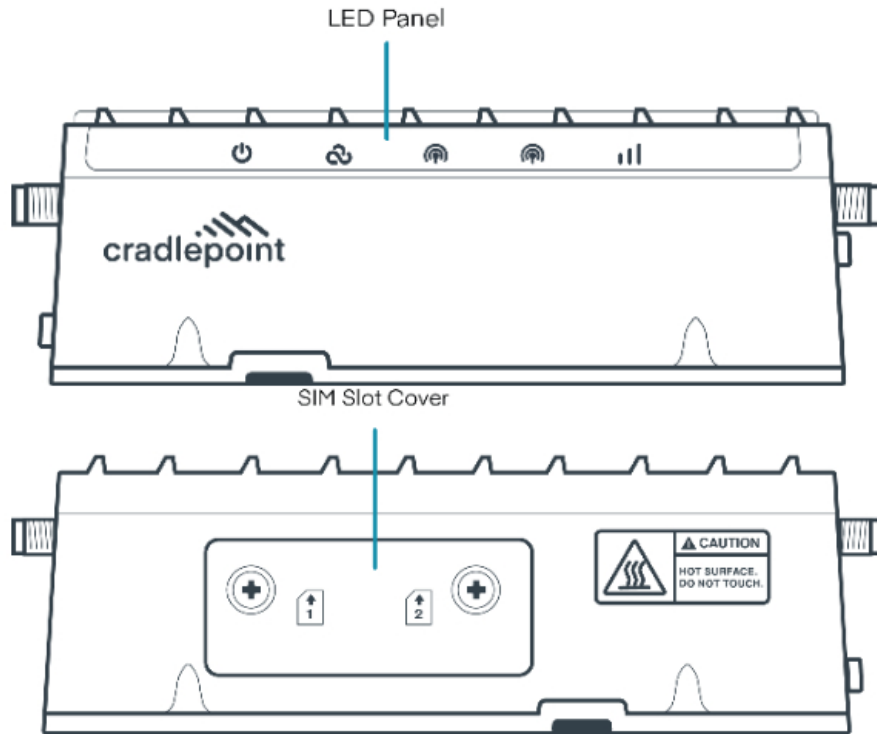 LED Panel
cradlepoint
SIM Slot Cover
CAUTION
HOT SURFACE.
DO NOT TOUCH.
1
2